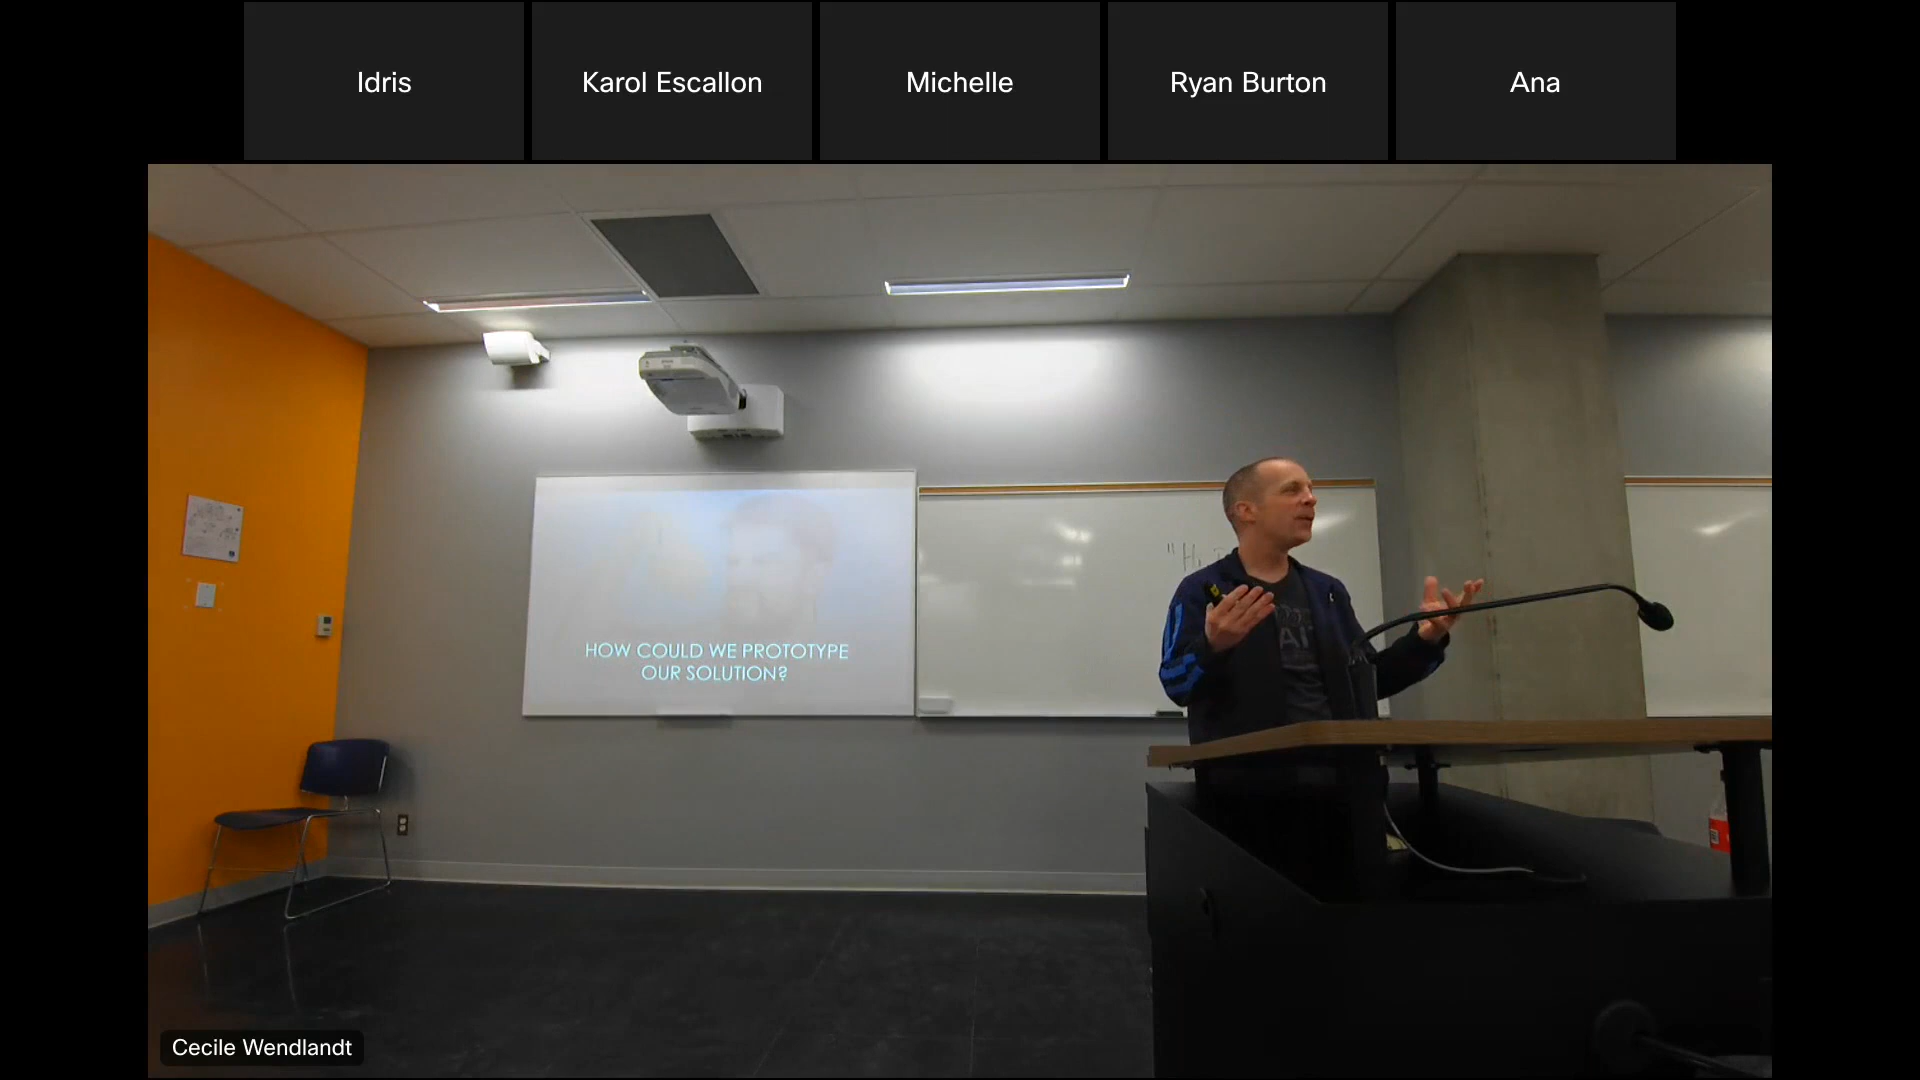 Idris
Karol Escallon
Michelle
Ryan Burton
Ana
HOW COULD WE PROTOTYPE
OUR SOLUTION?
Cecile Wendlandt